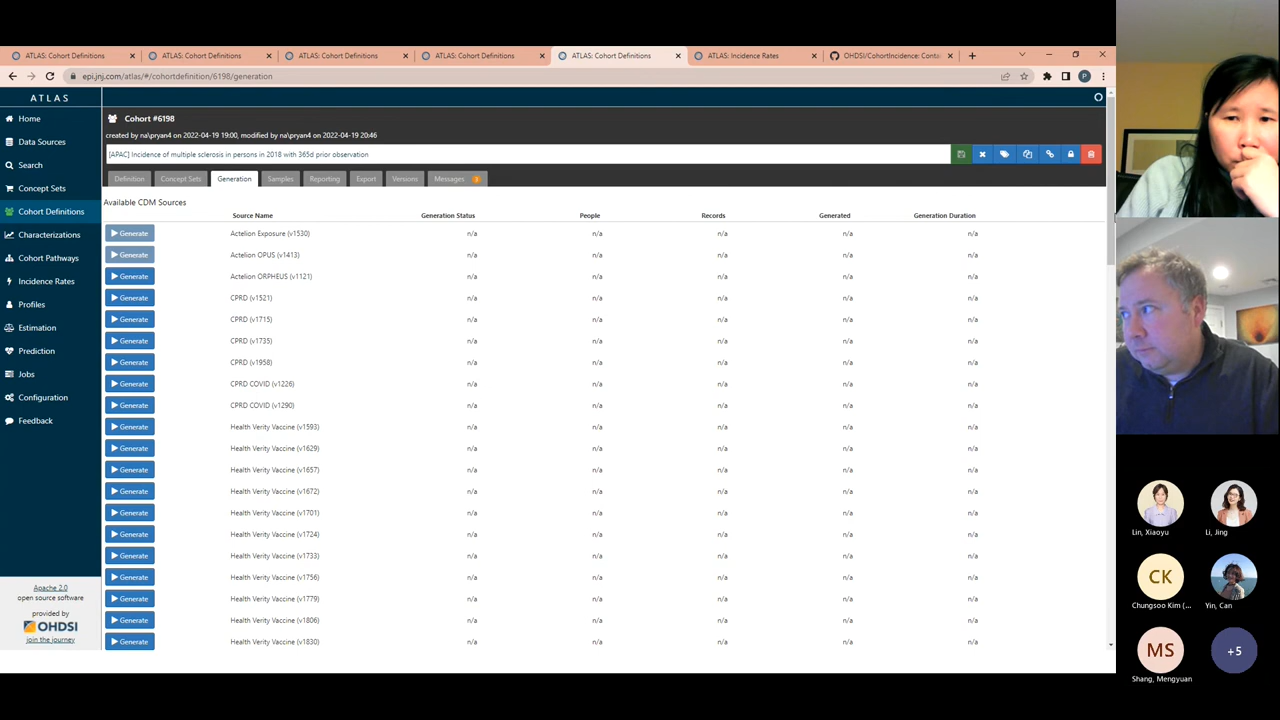 ATLAS: Cohort Definitions
ATLAS: Cohort Definitions
ATLAS: Cohort Definitions
ATLAS: Cohort Definitions
ATLAS: Cohort Definitions
ATLAS: Incidence Rates
OHDSI/CohortIncidence: Conta
epi.jnj.com/atlas/#/cohortdefinition/6198/generation
P
ATLAS
Home
Data Sources
Search
Concept Sets
Cohort Definitions
Characterizations
Cohort Pathways
Incidence Rates
Profiles
Estimation
Prediction
Jobs
Configuration
Feedback
Apache 2.0
open source software
provided by
OHDSI
join the journey
Cohort #6198
created by na\pryan4 on 2022-04-19 19:00, modified by na\pryan4 on 2022-04-19 20:46
[APAC] Incidence of multiple sclerosis in persons in 2018 with 365d prior observation
Definition Concept Sets Generation Samples Reporting Export Versions Messages
Available CDM Sources
Source Name Generation Status People Records Generated Generation Duration
Generate Actelion Exposure (v1530) n/a n/a n/a n/a n/a
Generate Actelion OPUS (v1413) n/a n/a n/a n/a n/a
Generate Actelion ORPHEUS (v1121) n/a n/a n/a n/a n/a
Generate CPRD (v1521) n/a n/a n/a n/a n/a
Generate CPRD (v1715) n/a n/a n/a n/a n/a
Generate CPRD (v1735) n/a n/a n/a n/a n/a
Generate CPRD (v1958) n/a n/a n/a n/a n/a
Generate CPRD COVID (v1226) n/a n/a n/a n/a n/a
Generate CPRD COVID (v1290) n/a n/a n/a n/a n/a
Generate Health Verity Vaccine (v1593) n/a n/a n/a n/a n/a
Generate Health Verity Vaccine (v1629) n/a n/a n/a n/a n/a
Generate Health Verity Vaccine (v1657) n/a n/a n/a n/a n/a
Generate Health Verity Vaccine (v1672) n/a n/a n/a n/a n/a
Generate Health Verity Vaccine (v1701) n/a n/a n/a n/a n/a
Generate Health Verity Vaccine (v1724) n/a n/a n/a n/a n/a
Generate Health Verity Vaccine (v1733) n/a n/a n/a n/a n/a
Generate Health Verity Vaccine (v1756) n/a n/a n/a n/a n/a
Generate Health Verity Vaccine (v1779) n/a n/a n/a n/a n/a
Generate Health Verity Vaccine (v1806) n/a n/a n/a n/a n/a
Generate Health Verity Vaccine (v1830) n/a n/a n/a n/a n/a
Lin, Xiaoyu
Li, Jing
CK
Chungsoo Kim (...
Yin, Can
MS
Shang, Mengyuan
+5